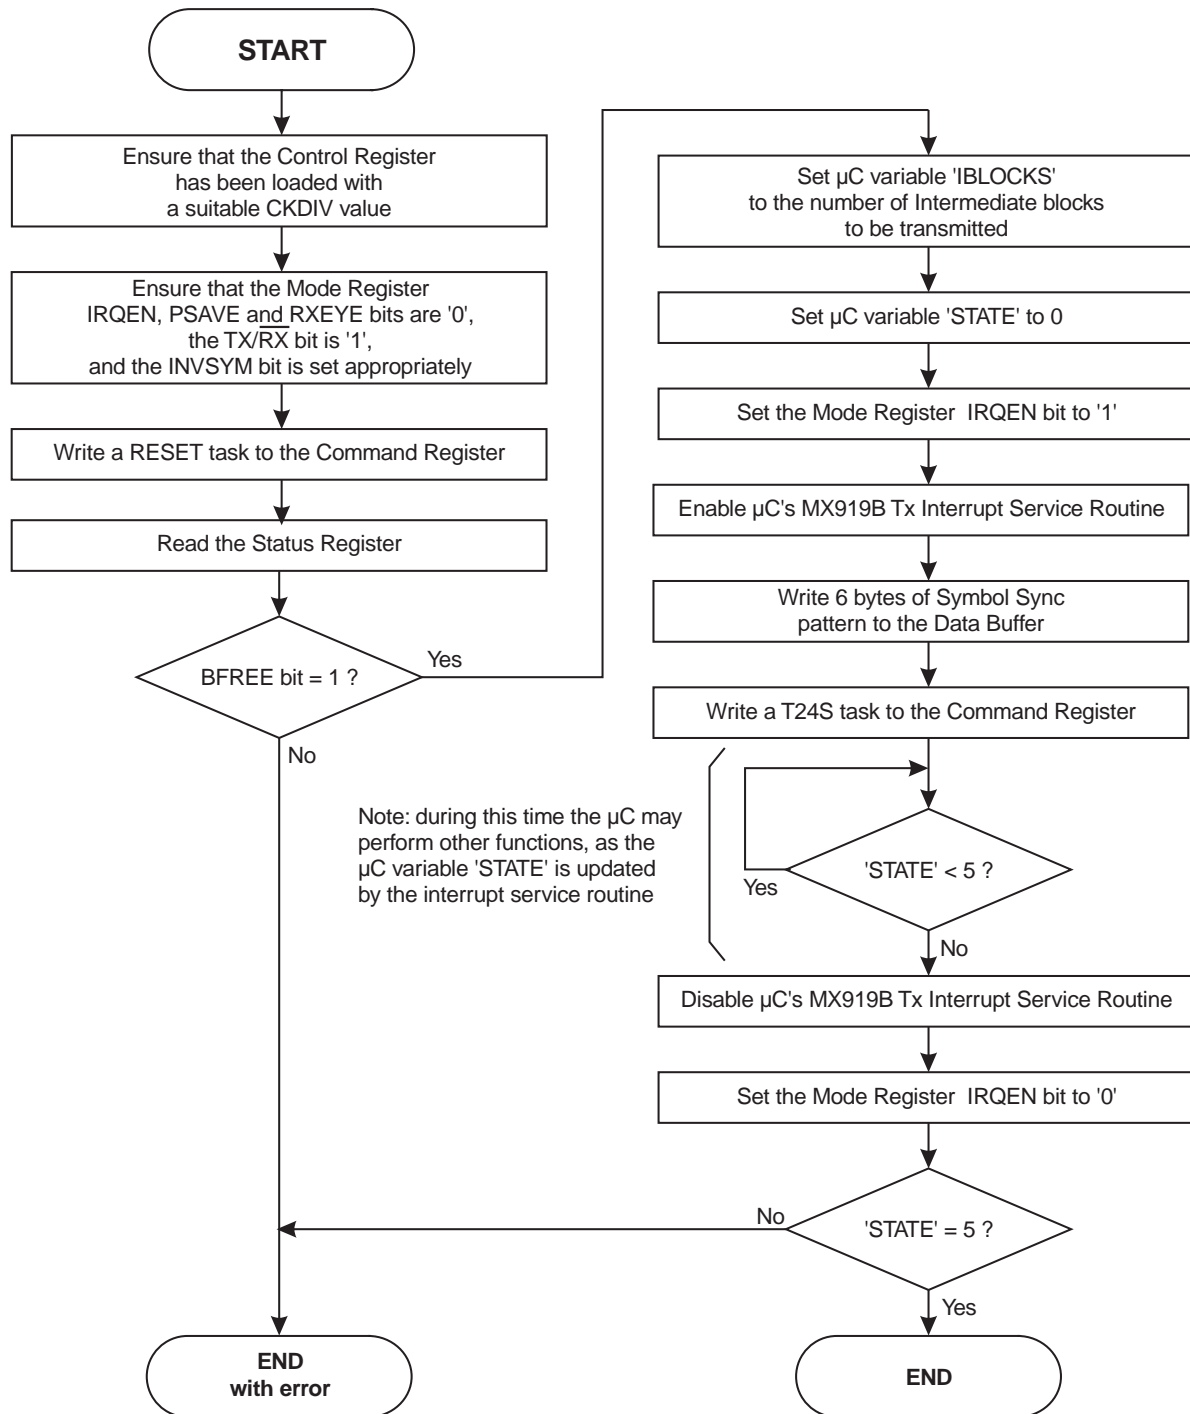 START
Ensure that the Control Register
has been loaded with
a suitable CKDIV value
Ensure that the Mode Register
IRQEN, PSAVE and RXEYE bits are '0',
the TX/R̅X̅ bit is '1',
and the INVSYM bit is set appropriately
Write a RESET task to the Command Register
Read the Status Register
BFREE bit = 1 ?
Yes
No
Set µC variable 'IBLOCKS'
to the number of Intermediate blocks
to be transmitted
Set µC variable 'STATE' to 0
Set the Mode Register IRQEN bit to '1'
Enable µC's MX919B Tx Interrupt Service Routine
Write 6 bytes of Symbol Sync
pattern to the Data Buffer
Write a T24S task to the Command Register
Note: during this time the µC may
perform other functions, as the
µC variable 'STATE' is updated
by the interrupt service routine
'STATE' < 5 ?
Yes
No
Disable µC's MX919B Tx Interrupt Service Routine
Set the Mode Register IRQEN bit to '0'
'STATE' = 5 ?
No
Yes
END
with error
END